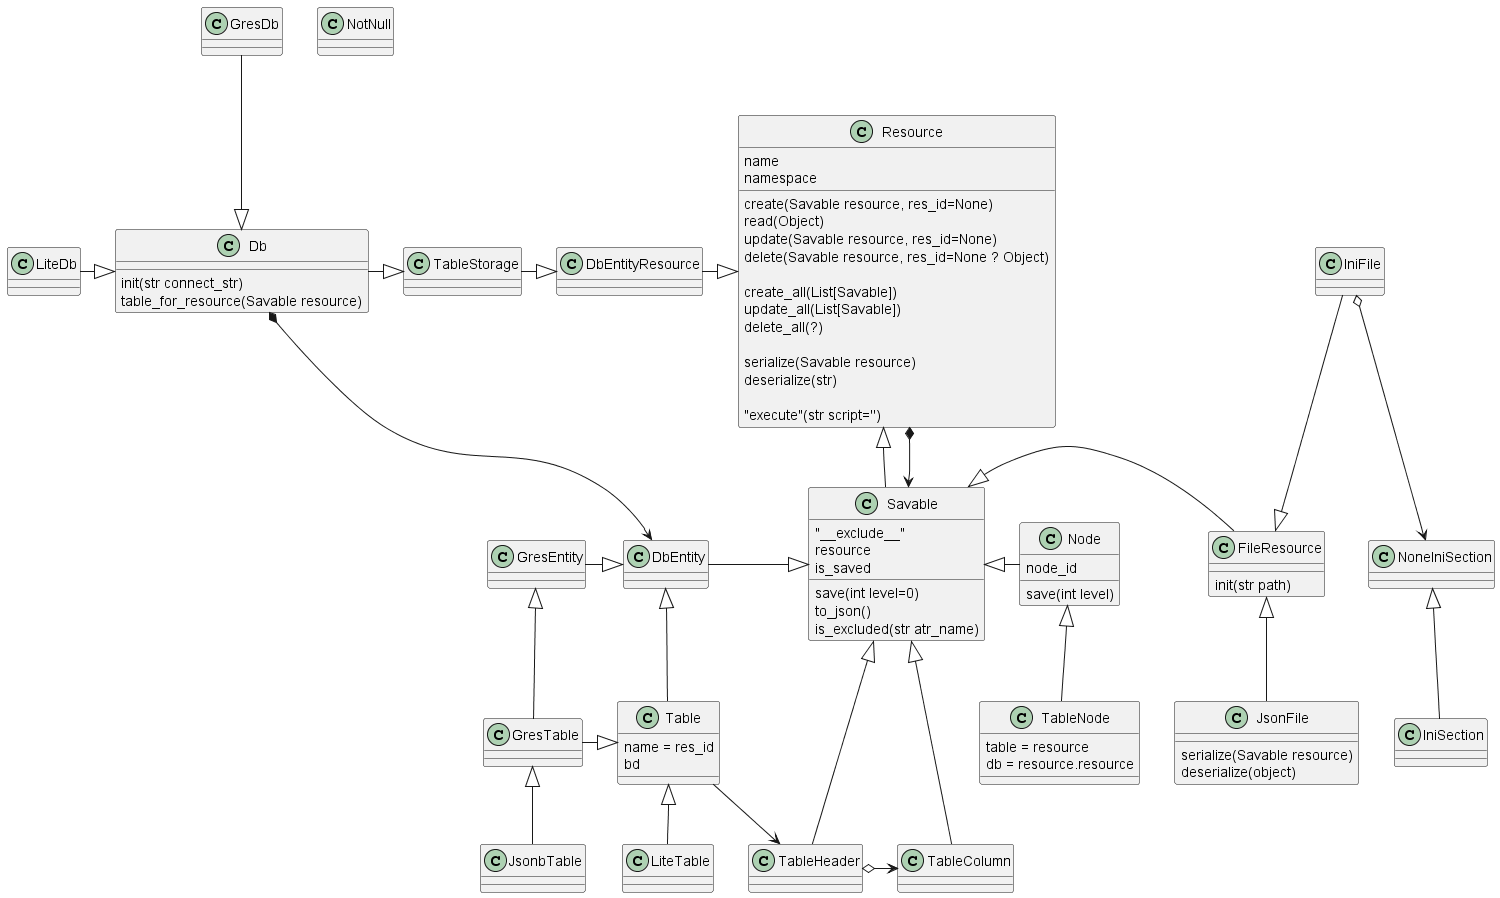 C GresDb
C NotNull
C Resource
name
namespace
create(Savable resource, res_id=None)
read(Object)
update(Savable resource, res_id=None)
delete(Savable resource, res_id=None ? Object)
create_all(List[Savable])
update_all(List[Savable])
delete_all(?)
serialize(Savable resource)
deserialize(str)
"execute"(str script='')
C LiteDb
C Db
init(str connect_str)
table_for_resource(Savable resource)
C TableStorage
C DbEntityResource
C IniFile
C GresEntity
C DbEntity
C Savable
"__exclude__"
resource
is_saved
save(int level=0)
to_json()
is_excluded(str atr_name)
C Node
node_id
save(int level)
C FileResource
init(str path)
C NoneIniSection
C GresTable
C Table
name = res_id
bd
C TableNode
table = resource
db = resource.resource
C JsonFile
serialize(Savable resource)
deserialize(object)
C IniSection
C JsonbTable
C LiteTable
C TableHeader
C TableColumn